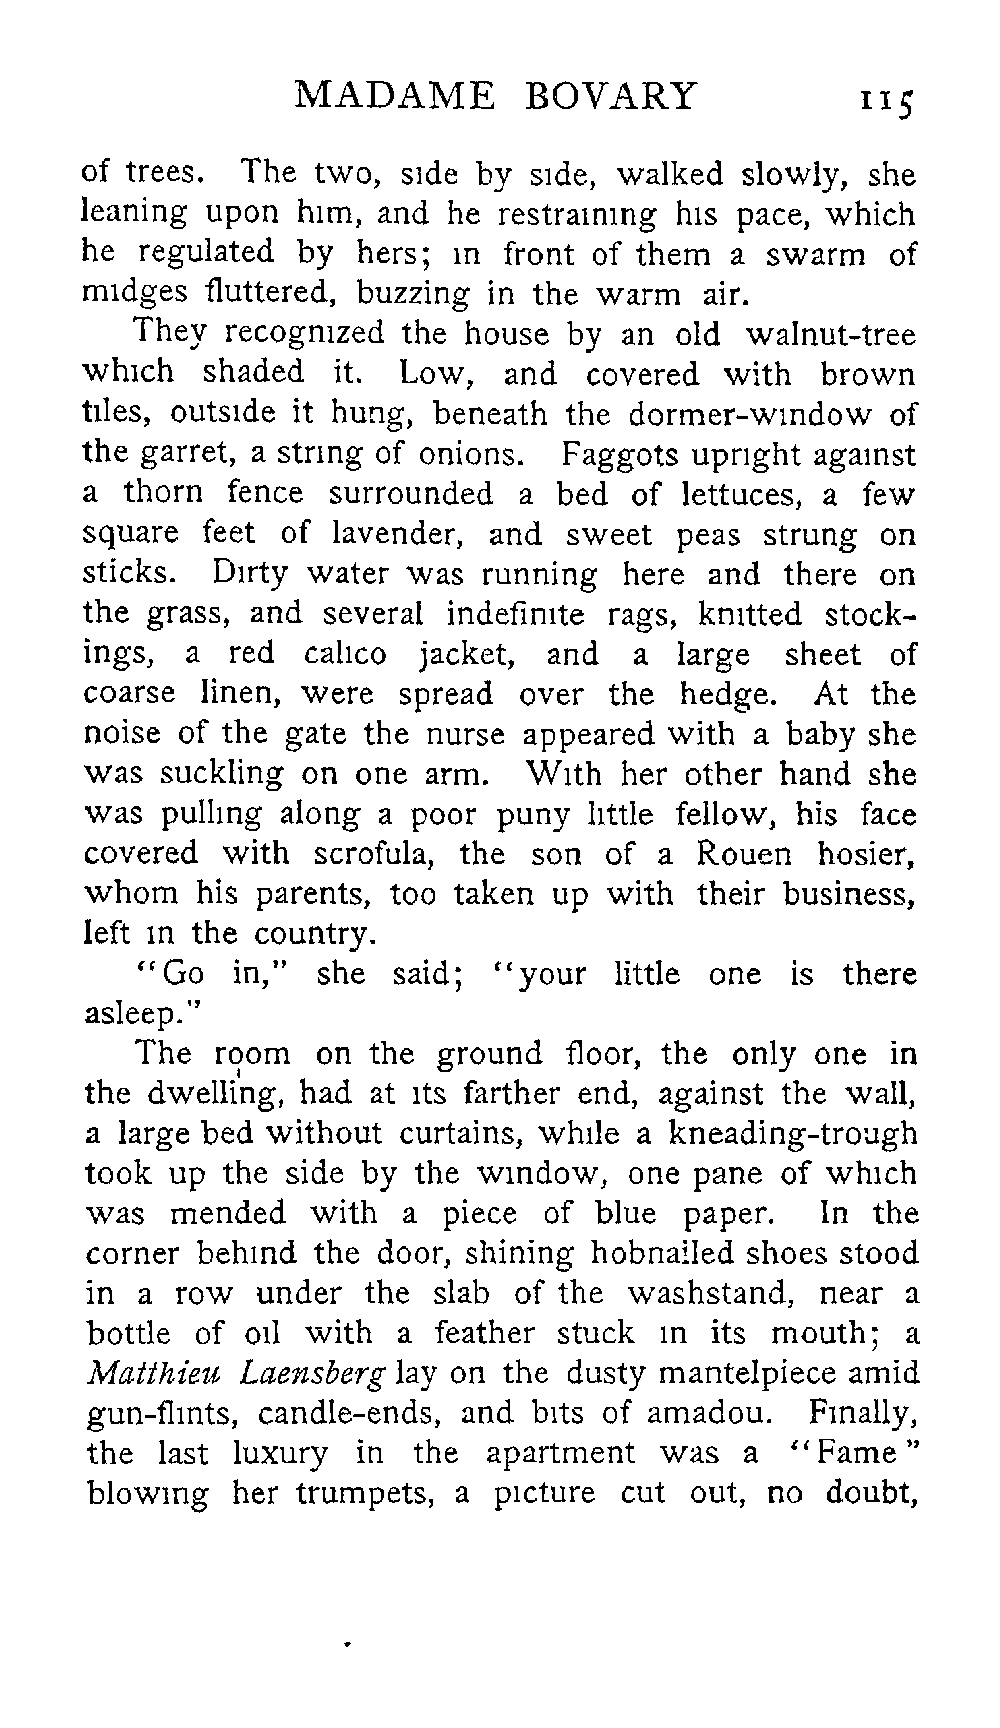 MADAME BOVARY 115
of trees. The two, side by side, walked slowly, she
leaning upon him, and he restraining his pace, which
he regulated by hers; in front of them a swarm of
midges fluttered, buzzing in the warm air.
They recognized the house by an old walnut-tree
which shaded it. Low, and covered with brown
tiles, outside it hung, beneath the dormer-window of
the garret, a string of onions. Faggots upright against
a thorn fence surrounded a bed of lettuces, a few
square feet of lavender, and sweet peas strung on
sticks. Dirty water was running here and there on
the grass, and several indefinite rags, knitted stock-
ings, a red calico jacket, and a large sheet of
coarse linen, were spread over the hedge. At the
noise of the gate the nurse appeared with a baby she
was suckling on one arm. With her other hand she
was pulling along a poor puny little fellow, his face
covered with scrofula, the son of a Rouen hosier,
whom his parents, too taken up with their business,
left in the country.
"Go in," she said; "your little one is there
asleep."
The room on the ground floor, the only one in
the dwelling, had at its farther end, against the wall,
a large bed without curtains, while a kneading-trough
took up the side by the window, one pane of which
was mended with a piece of blue paper. In the
corner behind the door, shining hobnailed shoes stood
in a row under the slab of the washstand, near a
bottle of oil with a feather stuck in its mouth; a
Matthieu Laensberg lay on the dusty mantelpiece amid
gun-flints, candle-ends, and bits of amadou. Finally,
the last luxury in the apartment was a "Fame"
blowing her trumpets, a picture cut out, no doubt,